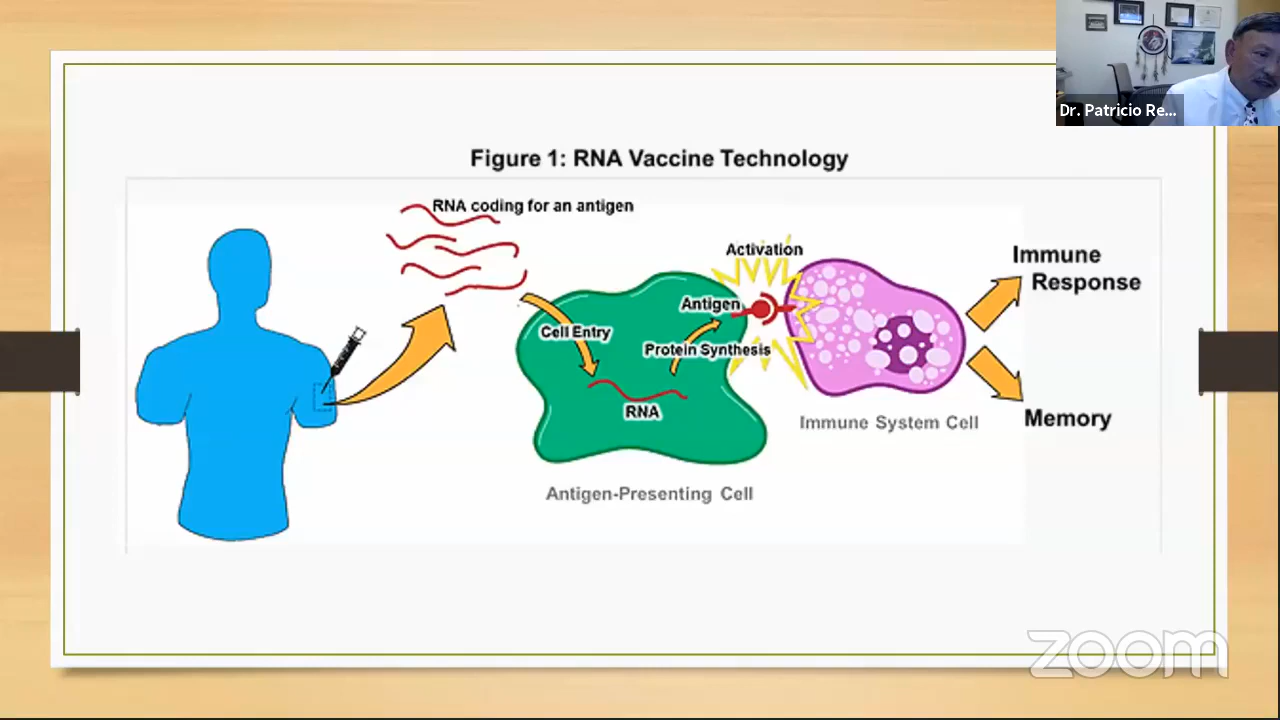 Dr. Patricio Re...
Figure 1: RNA Vaccine Technology
RNA coding for an antigen
Activation
Immune
Response
Antigen
Cell Entry
Protein Synthesis
RNA
Immune System Cell
Memory
Antigen-Presenting Cell
zoom